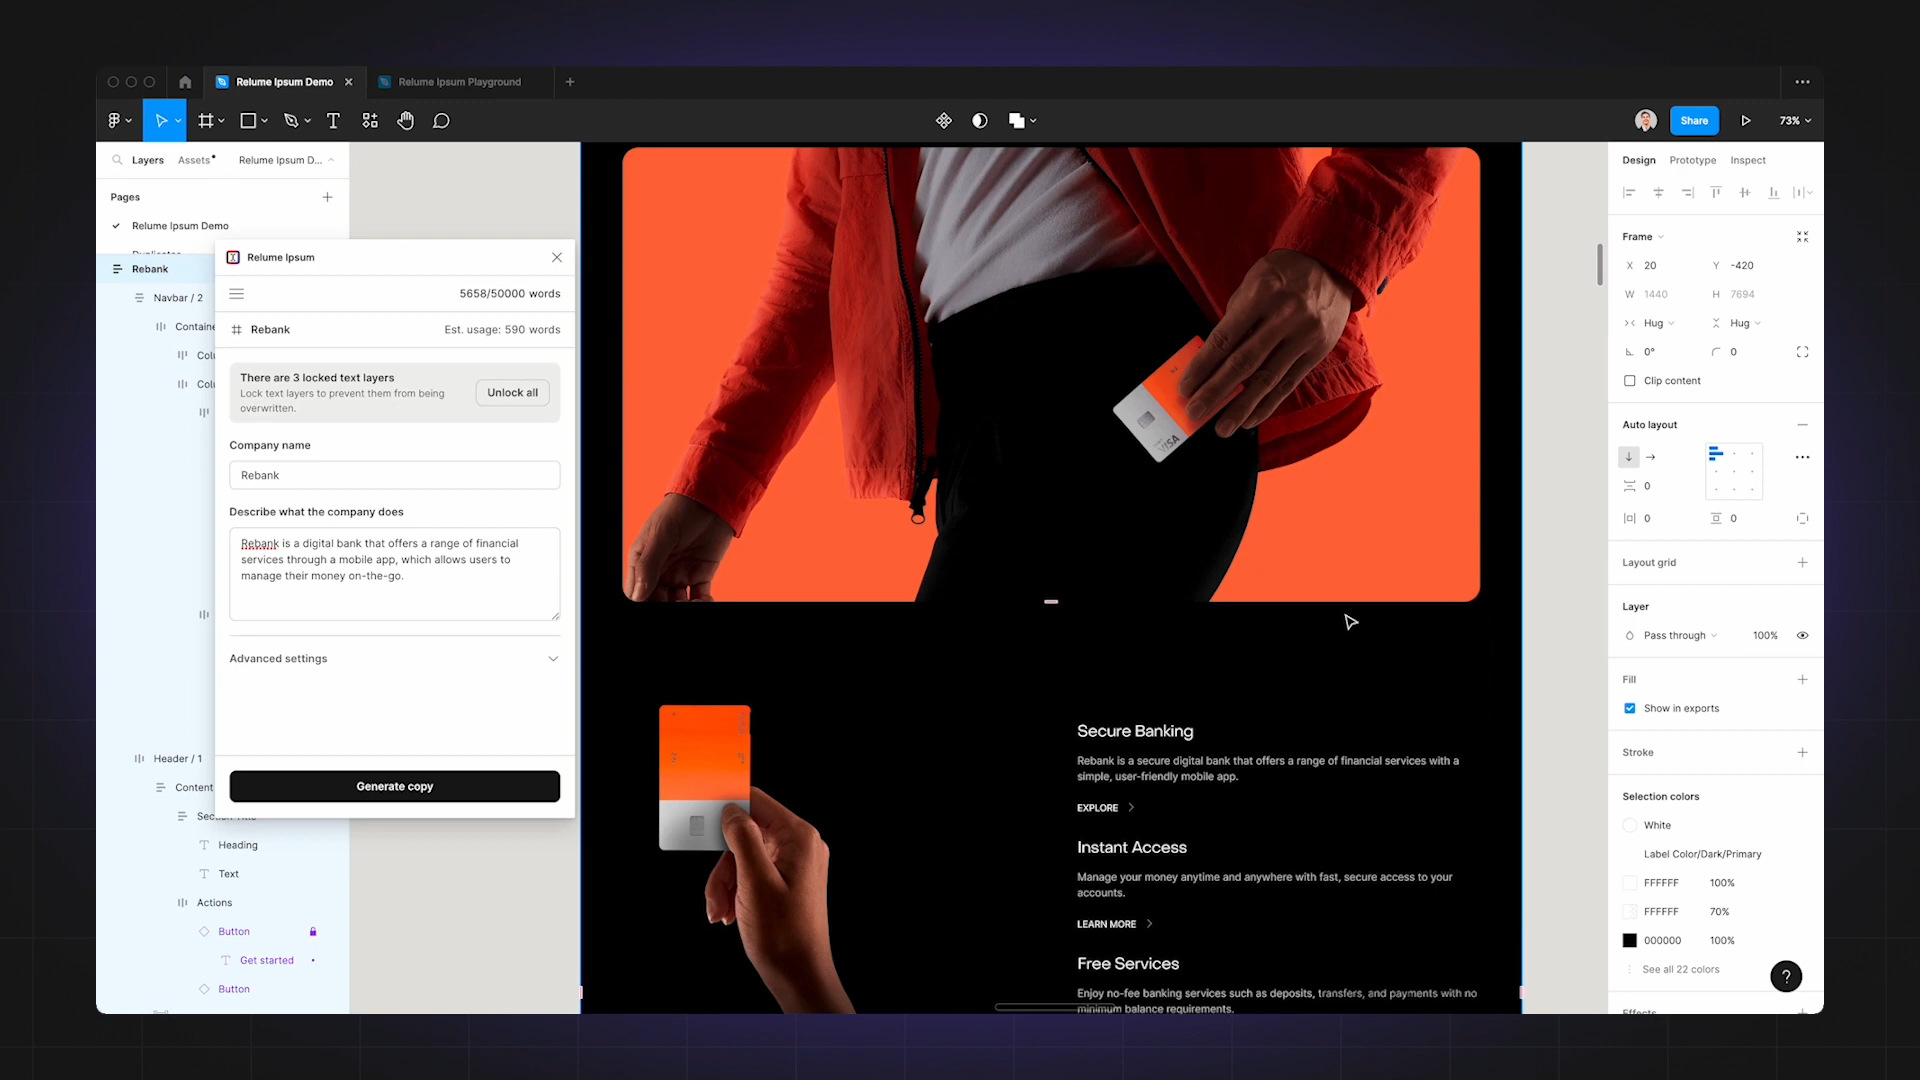 Relume Ipsum Demo
Relume Ipsum Playground
Share
73%
Layers
Assets
Relume Ipsum D...
Pages
Relume Ipsum Demo
Rebank
Navbar / 2
Header / 1
Content
Heading
Text
Actions
Button
Get started
Button
Relume Ipsum
5658/50000 words
Rebank
Est. usage: 590 words
There are 3 locked text layers
Lock text layers to prevent them from being
overwritten.
Unlock all
Company name
Rebank
Describe what the company does
Rebank is a digital bank that offers a range of financial
services through a mobile app, which allows users to
manage their money on-the-go.
Advanced settings
Generate copy
VISA
Secure Banking
Rebank is a secure digital bank that offers a range of financial services with a
simple, user-friendly mobile app.
EXPLORE
Instant Access
Manage your money anytime and anywhere with fast, secure access to your
accounts.
LEARN MORE
Free Services
Enjoy no-fee banking services such as deposits, transfers, and payments with no
minimum balance requirements.
Design
Prototype
Inspect
Frame
X 20
Y -420
W 1440
H 7694
Hug
Hug
0°
0
Clip content
Auto layout
0
0
0
Layout grid
Layer
Pass through
100%
Fill
Show in exports
Stroke
Selection colors
White
Label Color/Dark/Primary
FFFFFF 100%
FFFFFF 70%
000000 100%
See all 22 colors
?